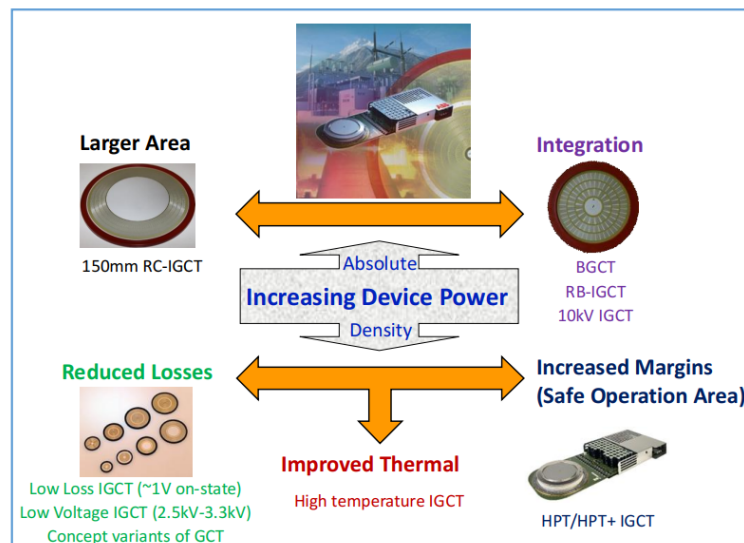 Larger Area
Integration
150mm RC-IGCT
BGCT
RB-IGCT
10kV IGCT
Absolute
Increasing Device Power
Density
Reduced Losses
Increased Margins
(Safe Operation Area)
Improved Thermal
Low Loss IGCT (~1V on-state)
Low Voltage IGCT (2.5kV-3.3kV)
Concept variants of GCT
High temperature IGCT
HPT/HPT+ IGCT